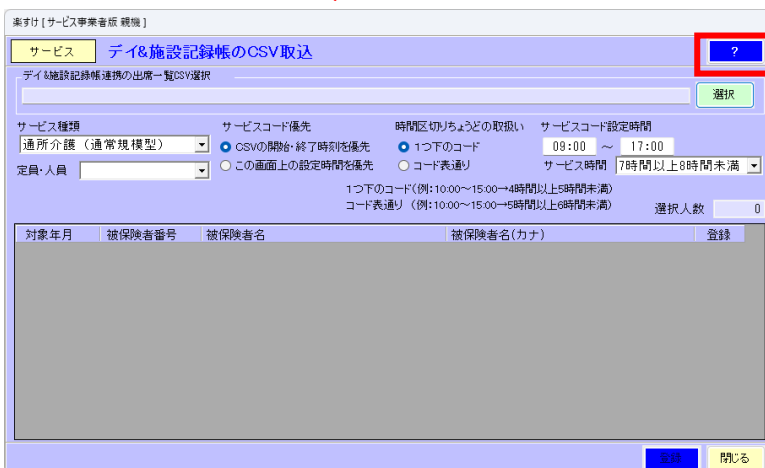 楽すけ [ サービス事業者版 親機 ]
サービス デイ&施設記録帳のCSV取込 ?
デイ&施設記録帳連携の出席一覧CSV選択
選択
サービス種類 サービスコード優先 時間区切りちょうどの取扱い サービスコード設定時間
通所介護（通常規模型） CSVの開始・終了時刻を優先 1つ下のコード 09:00 ～ 17:00
定員・人員 この画面上の設定時間を優先 コード表通り サービス時間 7時間以上8時間未満
1つ下のコード(例:10:00～15:00→4時間以上5時間未満)
コード表通り (例:10:00～15:00→5時間以上6時間未満) 選択人数 0
対象年月 被保険者番号 被保険者名 被保険者名(カナ) 登録
登録 閉じる